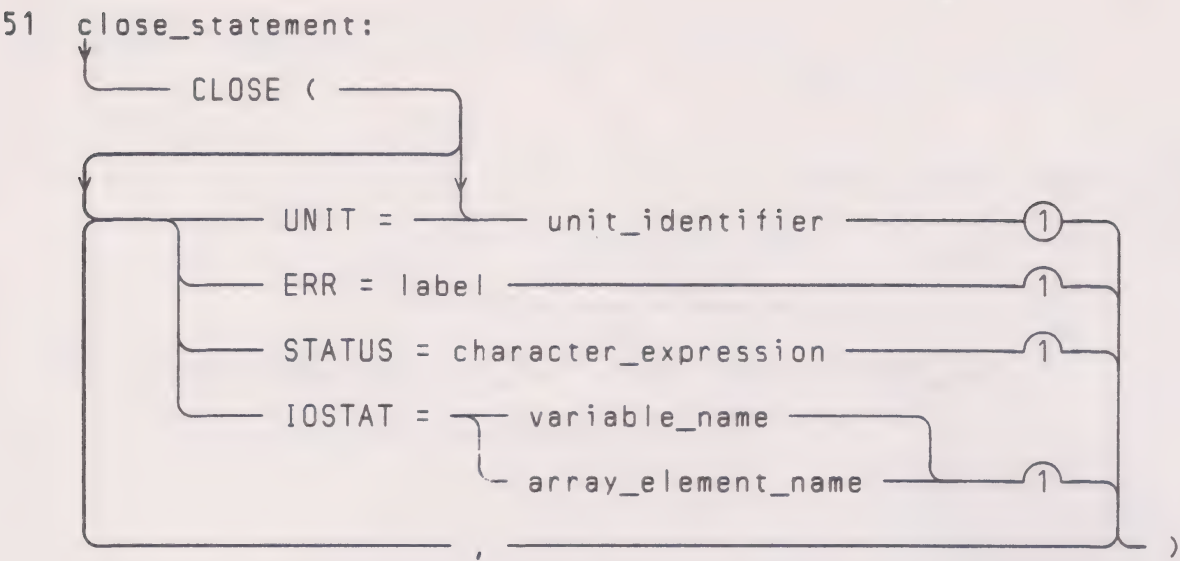 51 close_statement:
CLOSE (
UNIT = unit_identifier 1
ERR = label 1
STATUS = character_expression 1
IOSTAT = variable_name
array_element_name 1
, )